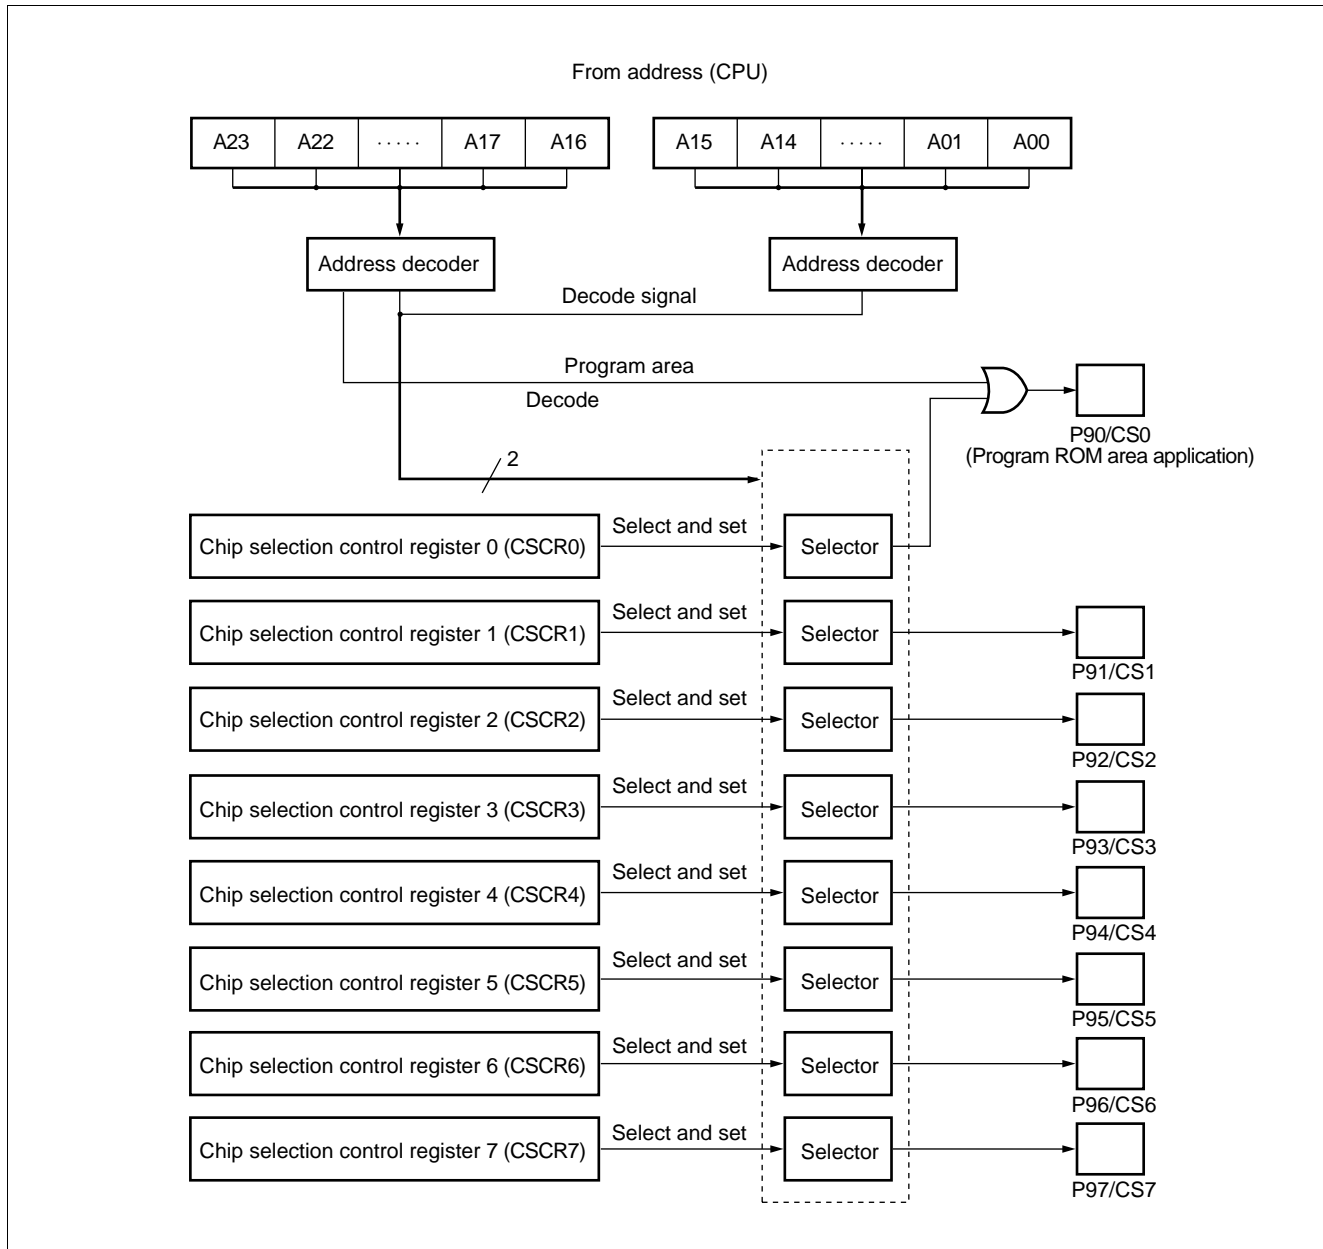 From address (CPU)
A23 A22 ····· A17 A16 A15 A14 ····· A01 A00
Address decoder Address decoder
Decode signal
Program area
Decode
P90/CS0
(Program ROM area application)
2
Chip selection control register 0 (CSCR0) Select and set Selector
Chip selection control register 1 (CSCR1) Select and set Selector
P91/CS1
Chip selection control register 2 (CSCR2) Select and set Selector
P92/CS2
Chip selection control register 3 (CSCR3) Select and set Selector
P93/CS3
Chip selection control register 4 (CSCR4) Select and set Selector
P94/CS4
Chip selection control register 5 (CSCR5) Select and set Selector
P95/CS5
Chip selection control register 6 (CSCR6) Select and set Selector
P96/CS6
Chip selection control register 7 (CSCR7) Select and set Selector
P97/CS7